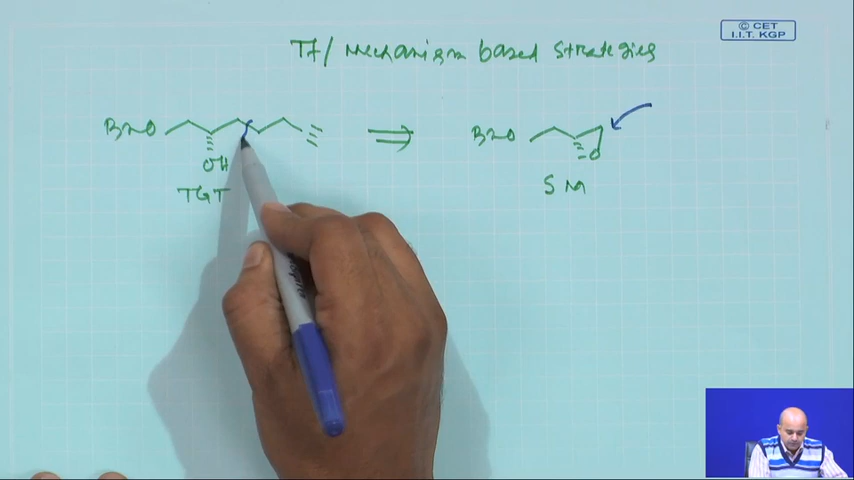 © CET
I.I.T. KGP
Tf/Mechanism based strategies
BnO
OH
TGT
BnO
O
SM